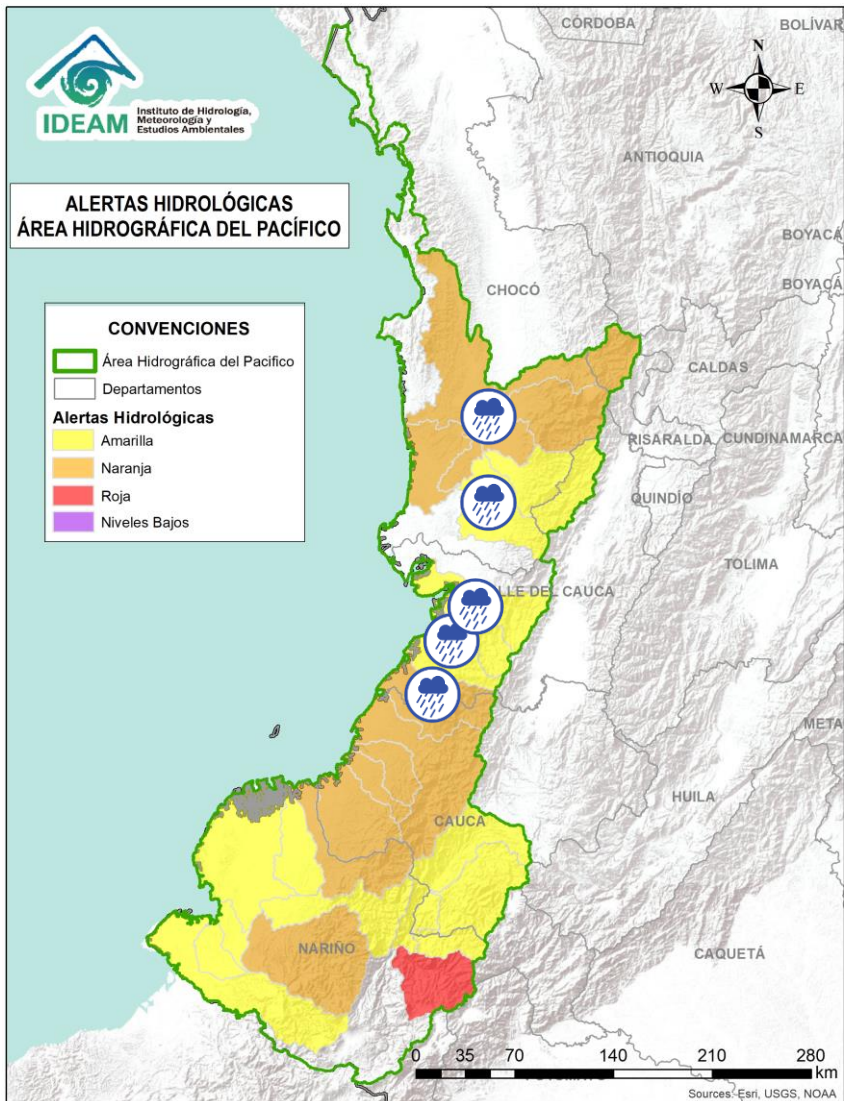 IDEAM
Instituto de Hidrología,
Meteorología y
Estudios Ambientales
ALERTAS HIDROLÓGICAS
ÁREA HIDROGRÁFICA DEL PACÍFICO
CONVENCIONES
Área Hidrográfica del Pacifico
Departamentos
Alertas Hidrológicas
Amarilla
Naranja
Roja
Niveles Bajos
N
W
E
S
CÓRDOBA
BOLÍVAR
ANTIOQUIA
BOYACÁ
BOYACÁ
CHOCÓ
CALDAS
RISARALDA
CUNDINAMARCA
QUINDÍO
TOLIMA
LLE DEL CAUCA
META
HUILA
CAUCA
NARIÑO
CAQUETÁ
0 35 70 140 210 280
km
Sources: Esri, USGS, NOAA